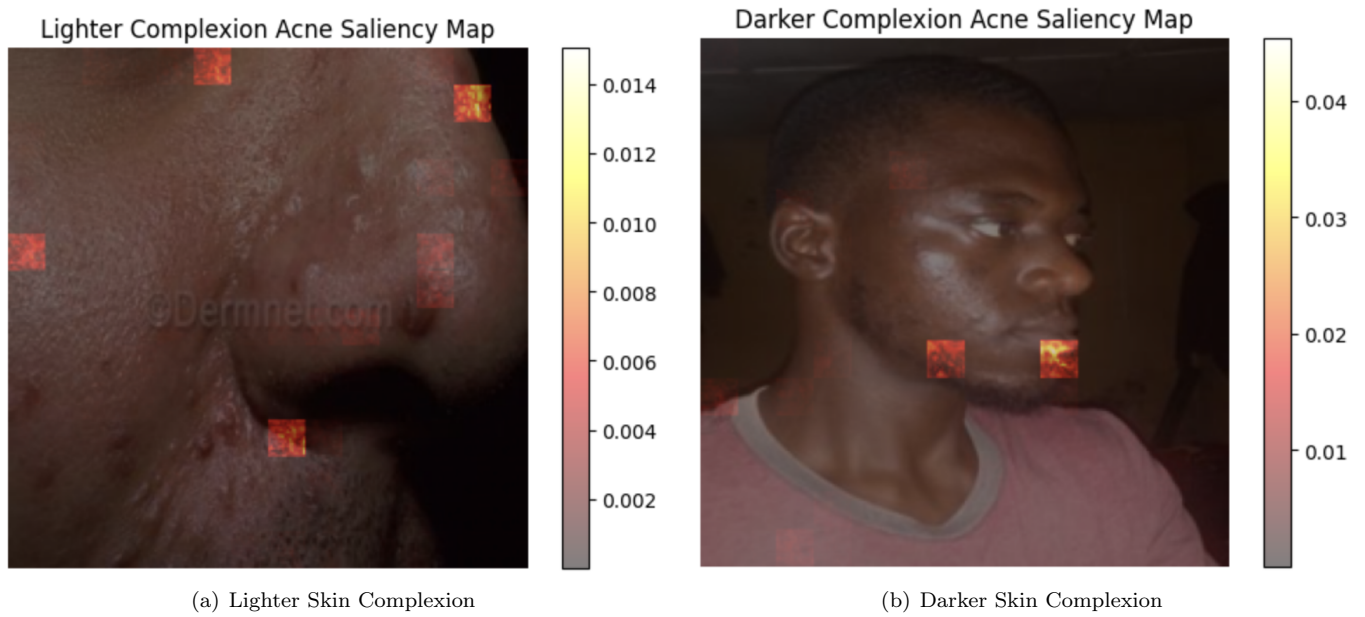 Lighter Complexion Acne Saliency Map
©Dermnet.com
0.014
0.012
0.010
0.008
0.006
0.004
0.002
(a) Lighter Skin Complexion
Darker Complexion Acne Saliency Map
0.04
0.03
0.02
0.01
(b) Darker Skin Complexion